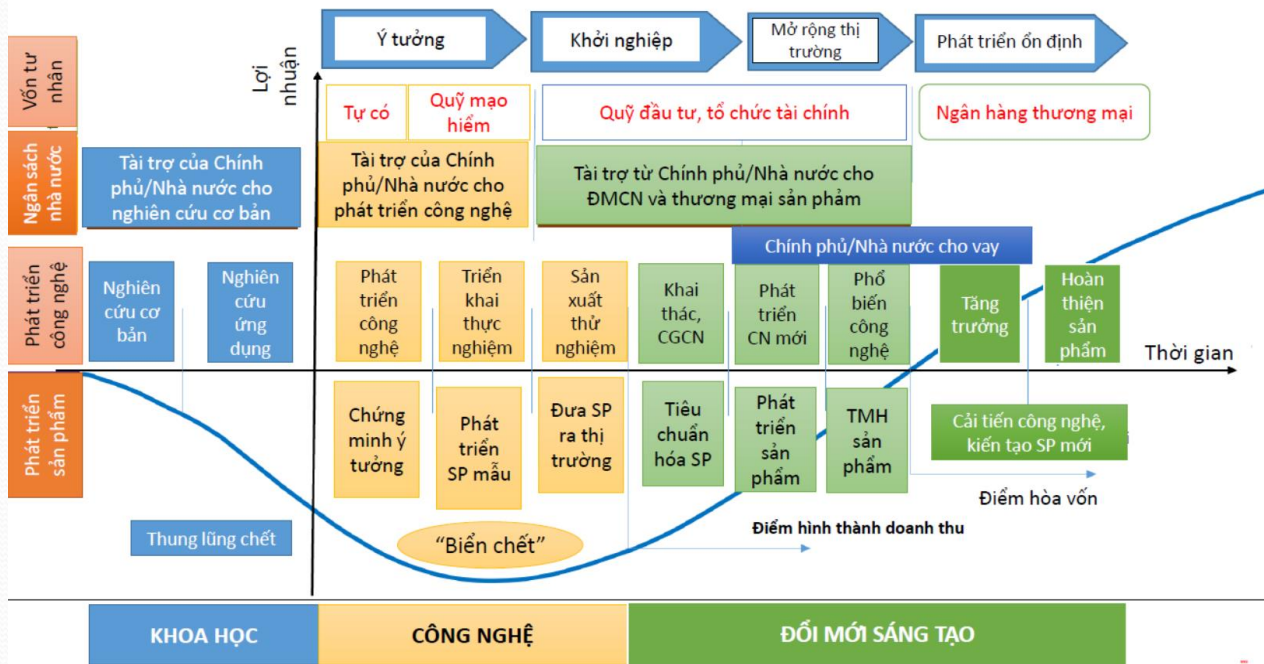 Ý tưởng
Khởi nghiệp
Mở rộng thị
trường
Phát triển ổn định
Vốn tư
nhân
Lợi
nhuận
Tự có
Quỹ mạo
hiểm
Quỹ đầu tư, tổ chức tài chính
Ngân hàng thương mại
Ngân sách
nhà nước
Tài trợ của Chính
phủ/Nhà nước cho
nghiên cứu cơ bản
Tài trợ của Chính
phủ/Nhà nước cho
phát triển công nghệ
Tài trợ từ Chính phủ/Nhà nước cho
ĐMCN và thương mại sản phảm
Chính phủ/Nhà nước cho vay
Phát triển
công nghệ
Nghiên
cứu cơ
bản
Nghiên
cứu
ứng
dụng
Phát
triển
công
nghệ
Triển
khai
thực
nghiệm
Sản
xuất
thử
nghiệm
Khai
thác,
CGCN
Phát
triển
CN mới
Phổ
biến
công
nghệ
Tăng
trưởng
Hoàn
thiện
sản
phẩm
Thời gian
Phát triển
sản phẩm
Chứng
minh ý
tưởng
Phát
triển
SP mẫu
Đưa SP
ra thị
trường
Tiêu
chuẩn
hóa SP
Phát
triển
sản
phẩm
TMH
sản
phẩm
Cải tiến công nghệ,
kiến tạo SP mới
Điểm hòa vốn
Thung lũng chết
“Biển chết”
Điểm hình thành doanh thu
KHOA HỌC
CÔNG NGHỆ
ĐỔI MỚI SÁNG TẠO